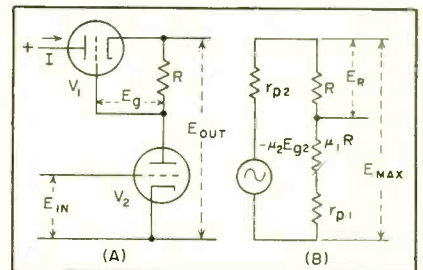 +
I
V1
Eg
R
EOUT
V2
EIN
(A)
rp2
R
ER
-μ2Eg2
μ1R
EMAX
rp1
(B)